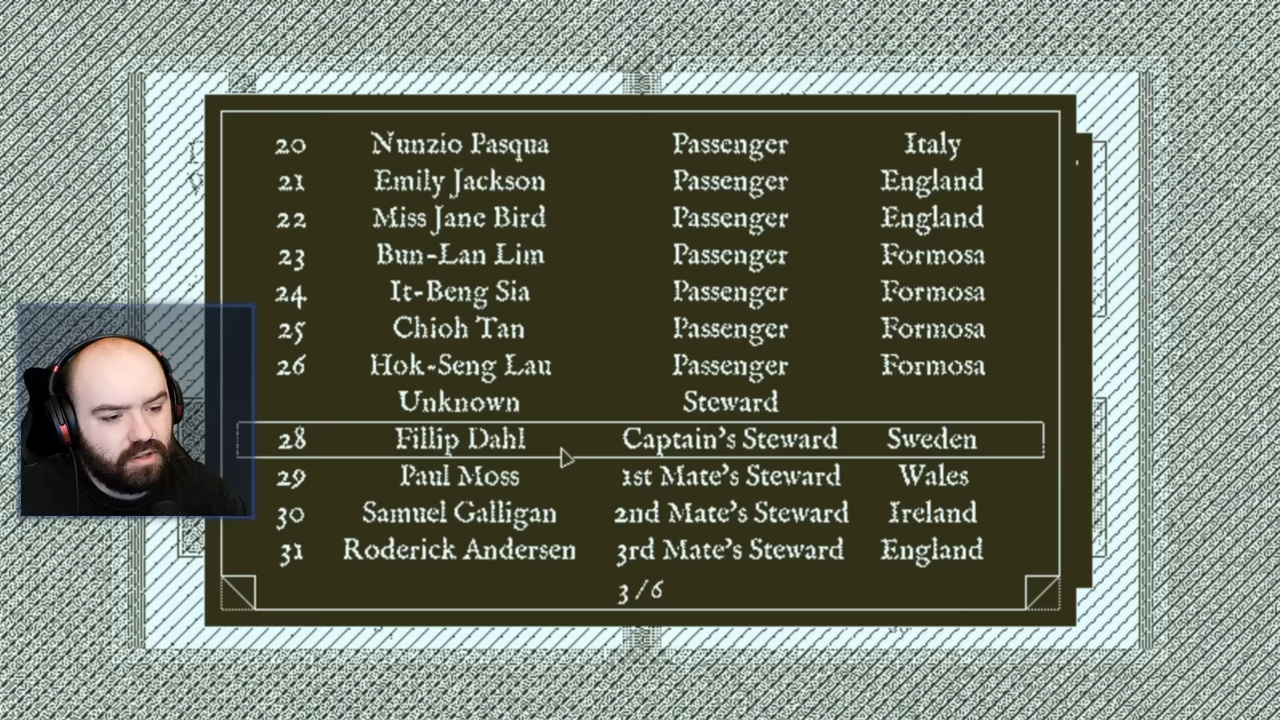 20 Nunzio Pasqua Passenger Italy
21 Emily Jackson Passenger England
22 Miss Jane Bird Passenger England
23 Bun-Lan Lim Passenger Formosa
24 It-Beng Sia Passenger Formosa
25 Chioh Tan Passenger Formosa
26 Hok-Seng Lau Passenger Formosa
Unknown Steward
28 Fillip Dahl Captain's Steward Sweden
29 Paul Moss 1st Mate's Steward Wales
30 Samuel Galligan 2nd Mate's Steward Ireland
31 Roderick Andersen 3rd Mate's Steward England
3/6